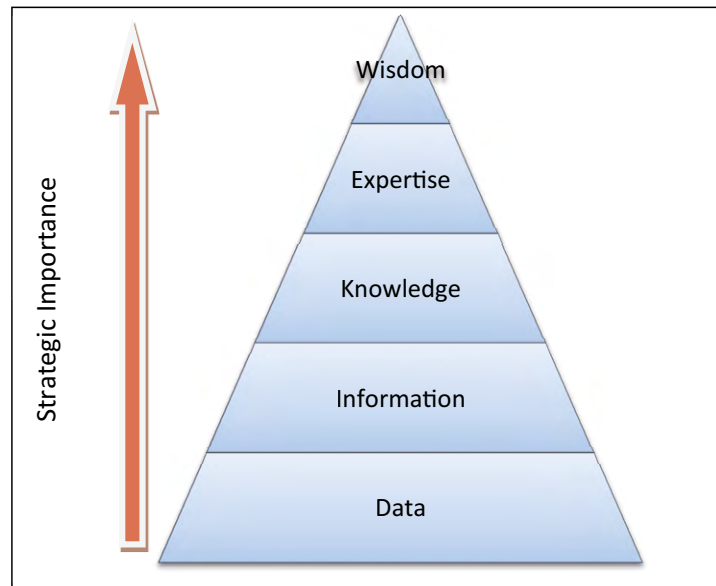 Wisdom
Expertise
Knowledge
Information
Data
Strategic Importance